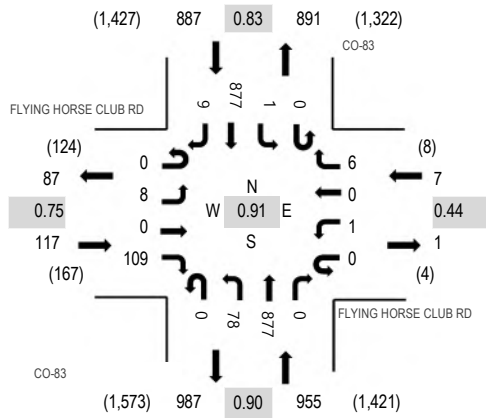 (1,427) 887 0.83 891 (1,322)
CO-83
9 877 1 0
FLYING HORSE CLUB RD
(124) 0 6 (8)
87 8 N 0 7
0.75 W 0.91 E 0.44
117 0 S 1 1
(167) 109 0 (4)
0 78 877 0
FLYING HORSE CLUB RD
CO-83
(1,573) 987 0.90 955 (1,421)